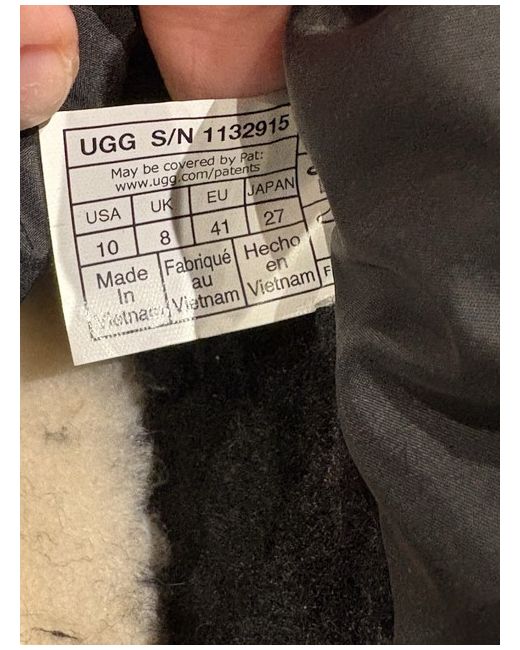 UGG S/N 1132915
May be covered by Pat:
www.ugg.com/patents
USA UK EU JAPAN
10 8 41 27
Made In Vietnam
Fabriqué au Vietnam
Hecho en Vietnam
F